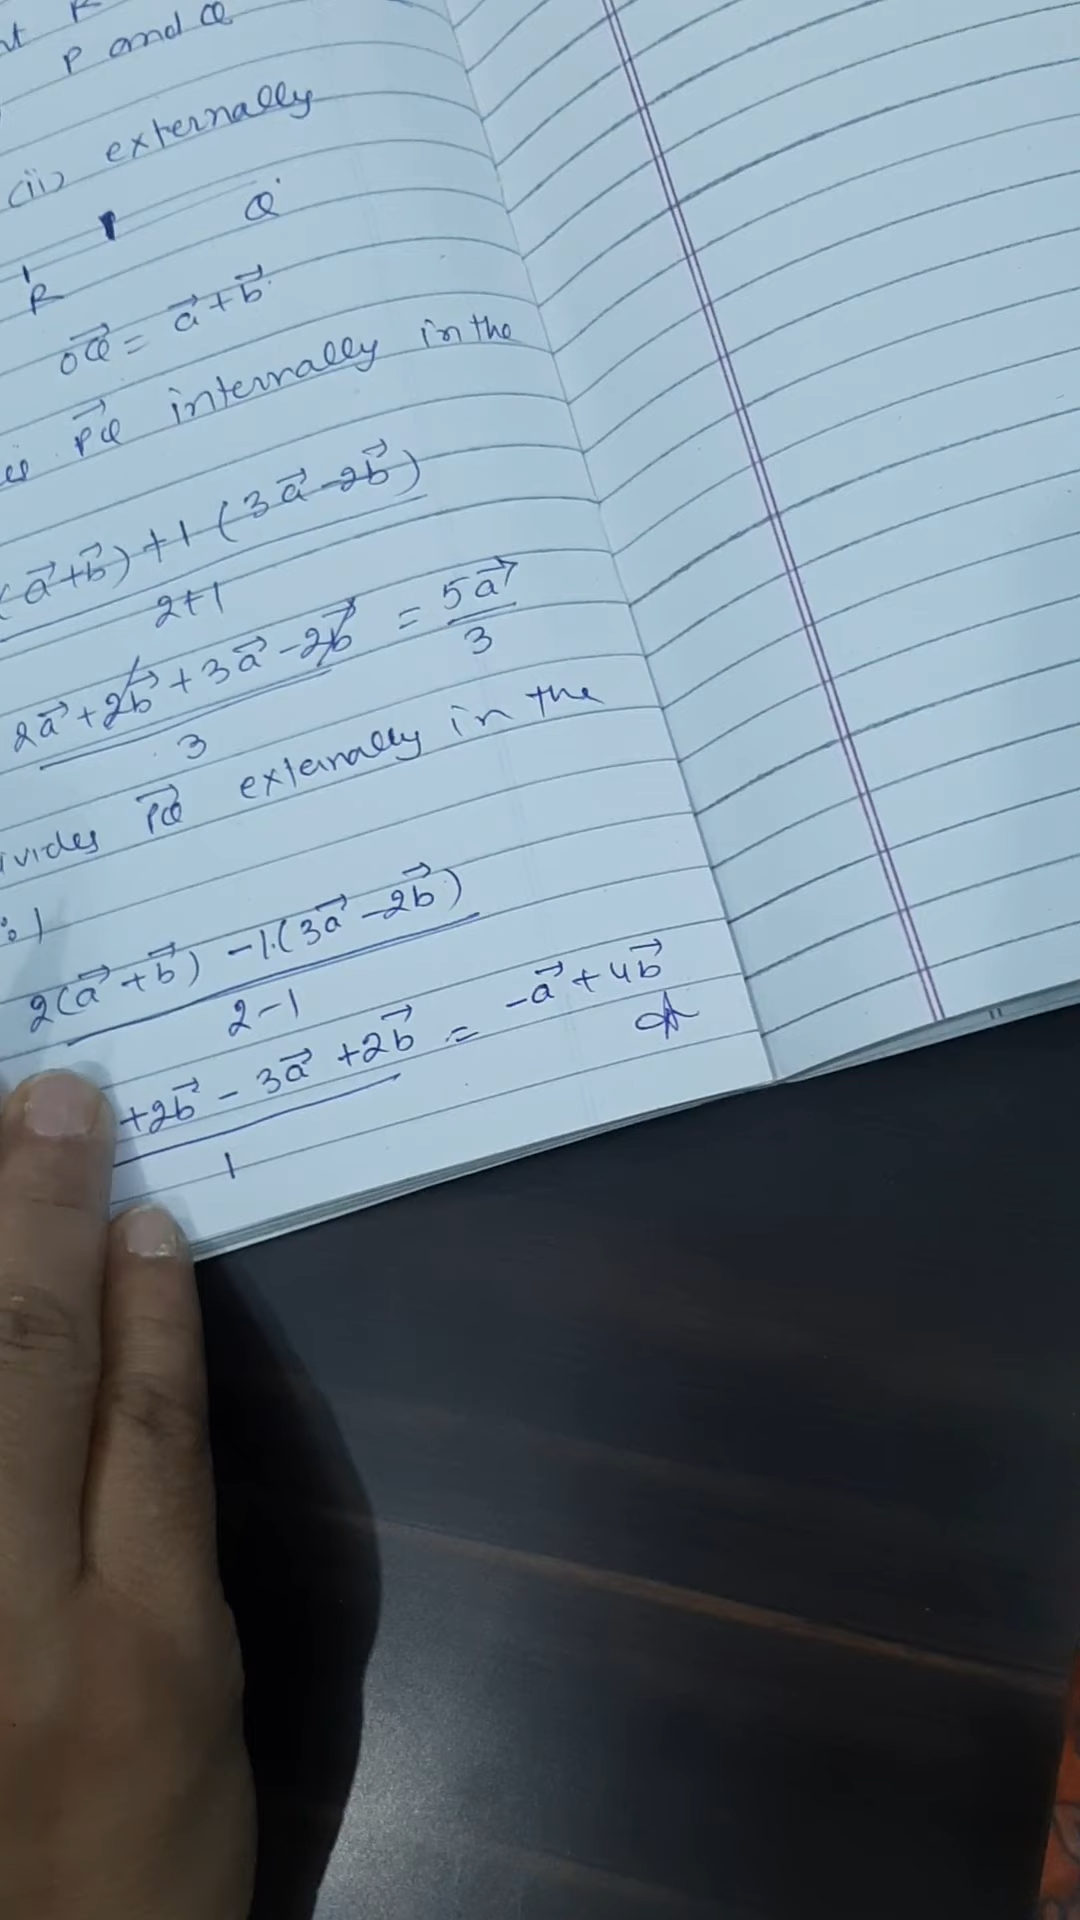 P and Q
(ii) externally
Q
R
OQ⃗ = a⃗ + b⃗
PQ⃗ internally in the
(a⃗+b⃗) + 1 (3a⃗ - 2b⃗)
2+1
2a⃗ + 2b⃗ + 3a⃗ - 2b⃗ = 5a⃗
3 3
vides PQ⃗ externally in the
:1
2(a⃗ + b⃗) - 1.(3a⃗ - 2b⃗)
2-1
+2b⃗ - 3a⃗ + 2b⃗ = -a⃗ + 4b⃗
1